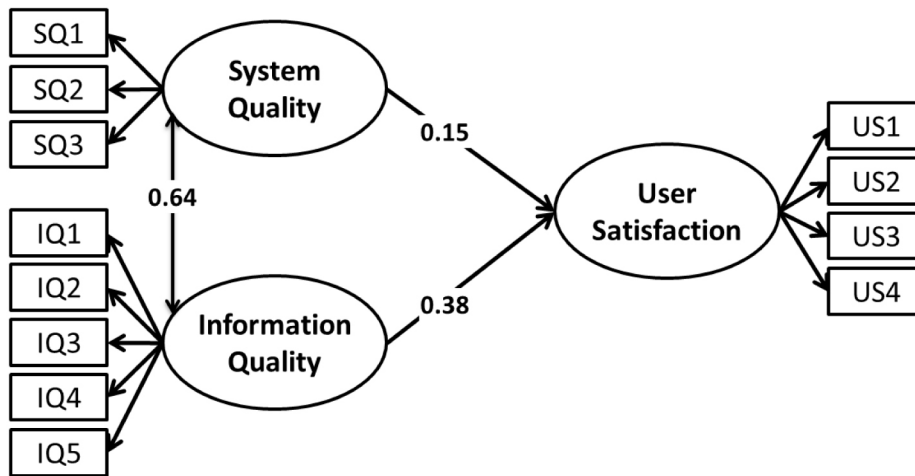 SQ1
SQ2
SQ3
System
Quality
0.15
0.64
IQ1
IQ2
IQ3
IQ4
IQ5
Information
Quality
0.38
User
Satisfaction
US1
US2
US3
US4